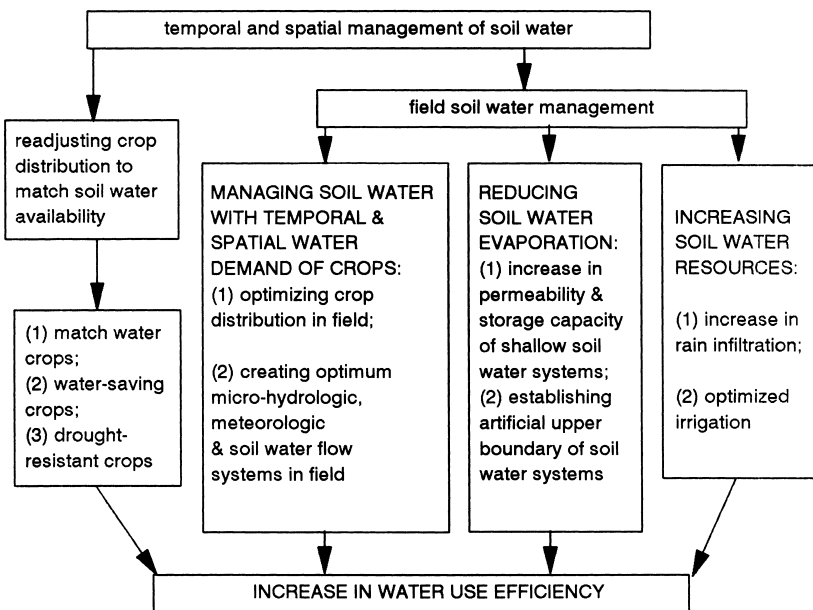 temporal and spatial management of soil water
field soil water management
readjusting crop
distribution to
match soil water
availability
MANAGING SOIL WATER
WITH TEMPORAL &
SPATIAL WATER
DEMAND OF CROPS:
(1) optimizing crop
distribution in field;
(2) creating optimum
micro-hydrologic,
meteorologic
& soil water flow
systems in field
REDUCING
SOIL WATER
EVAPORATION:
(1) increase in
permeability &
storage capacity
of shallow soil
water systems;
(2) establishing
artificial upper
boundary of soil
water systems
INCREASING
SOIL WATER
RESOURCES:
(1) increase in
rain infiltration;
(2) optimized
irrigation
(1) match water
crops;
(2) water-saving
crops;
(3) drought-
resistant crops
INCREASE IN WATER USE EFFICIENCY